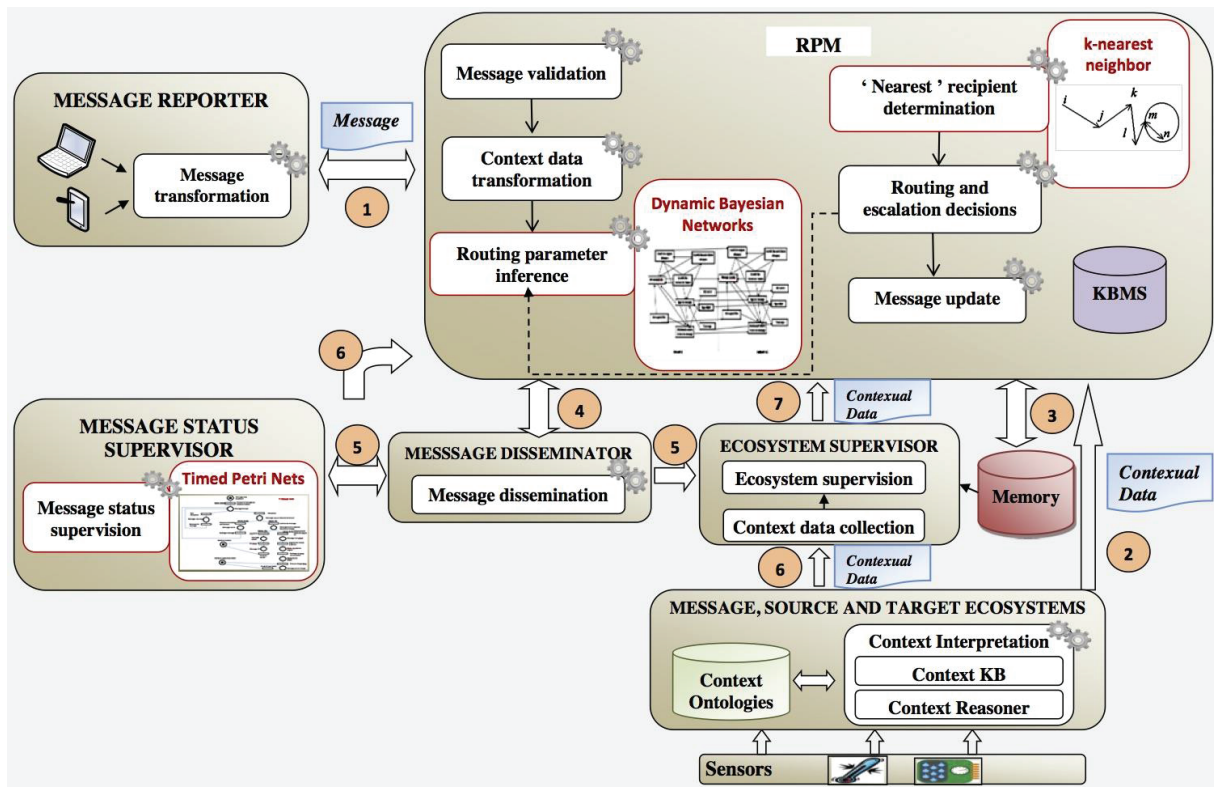 RPM
Message validation
Context data
transformation
Routing parameter
inference
Dynamic Bayesian
Networks
‘ Nearest ’ recipient
determination
k-nearest
neighbor
i
j
k
l
m
n
Routing and
escalation decisions
Message update
KBMS
MESSAGE REPORTER
Message
transformation
Message
1
6
4
7
Contexual
Data
3
2
Contexual
Data
MESSAGE STATUS
SUPERVISOR
Timed Petri Nets
Message status
supervision
5
MESSSAGE DISSEMINATOR
Message dissemination
5
ECOSYSTEM SUPERVISOR
Ecosystem supervision
Context data collection
Memory
6
Contexual
Data
MESSAGE, SOURCE AND TARGET ECOSYSTEMS
Context
Ontologies
Context Interpretation
Context KB
Context Reasoner
Sensors